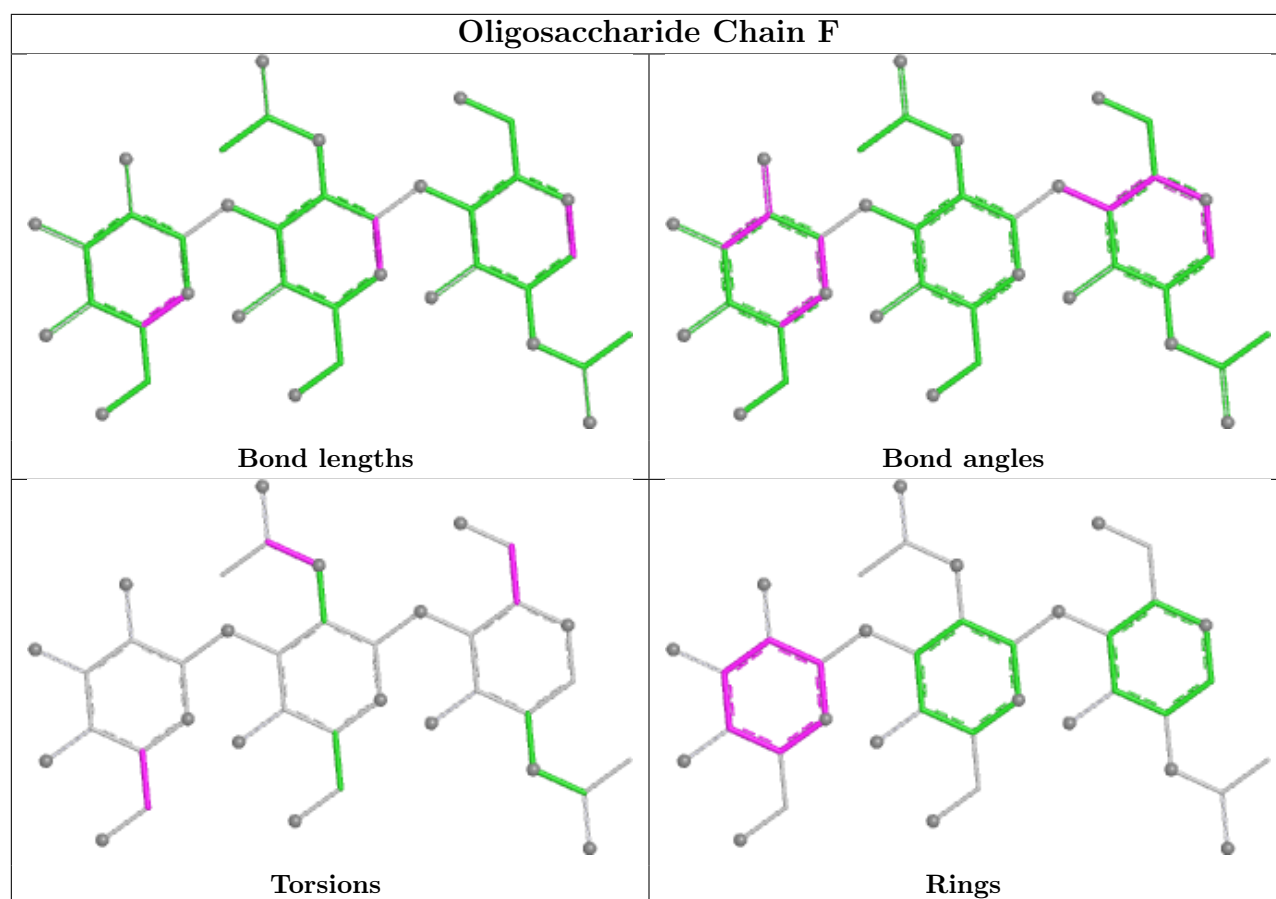 Oligosaccharide Chain F
Bond lengths
Bond angles
Torsions
Rings